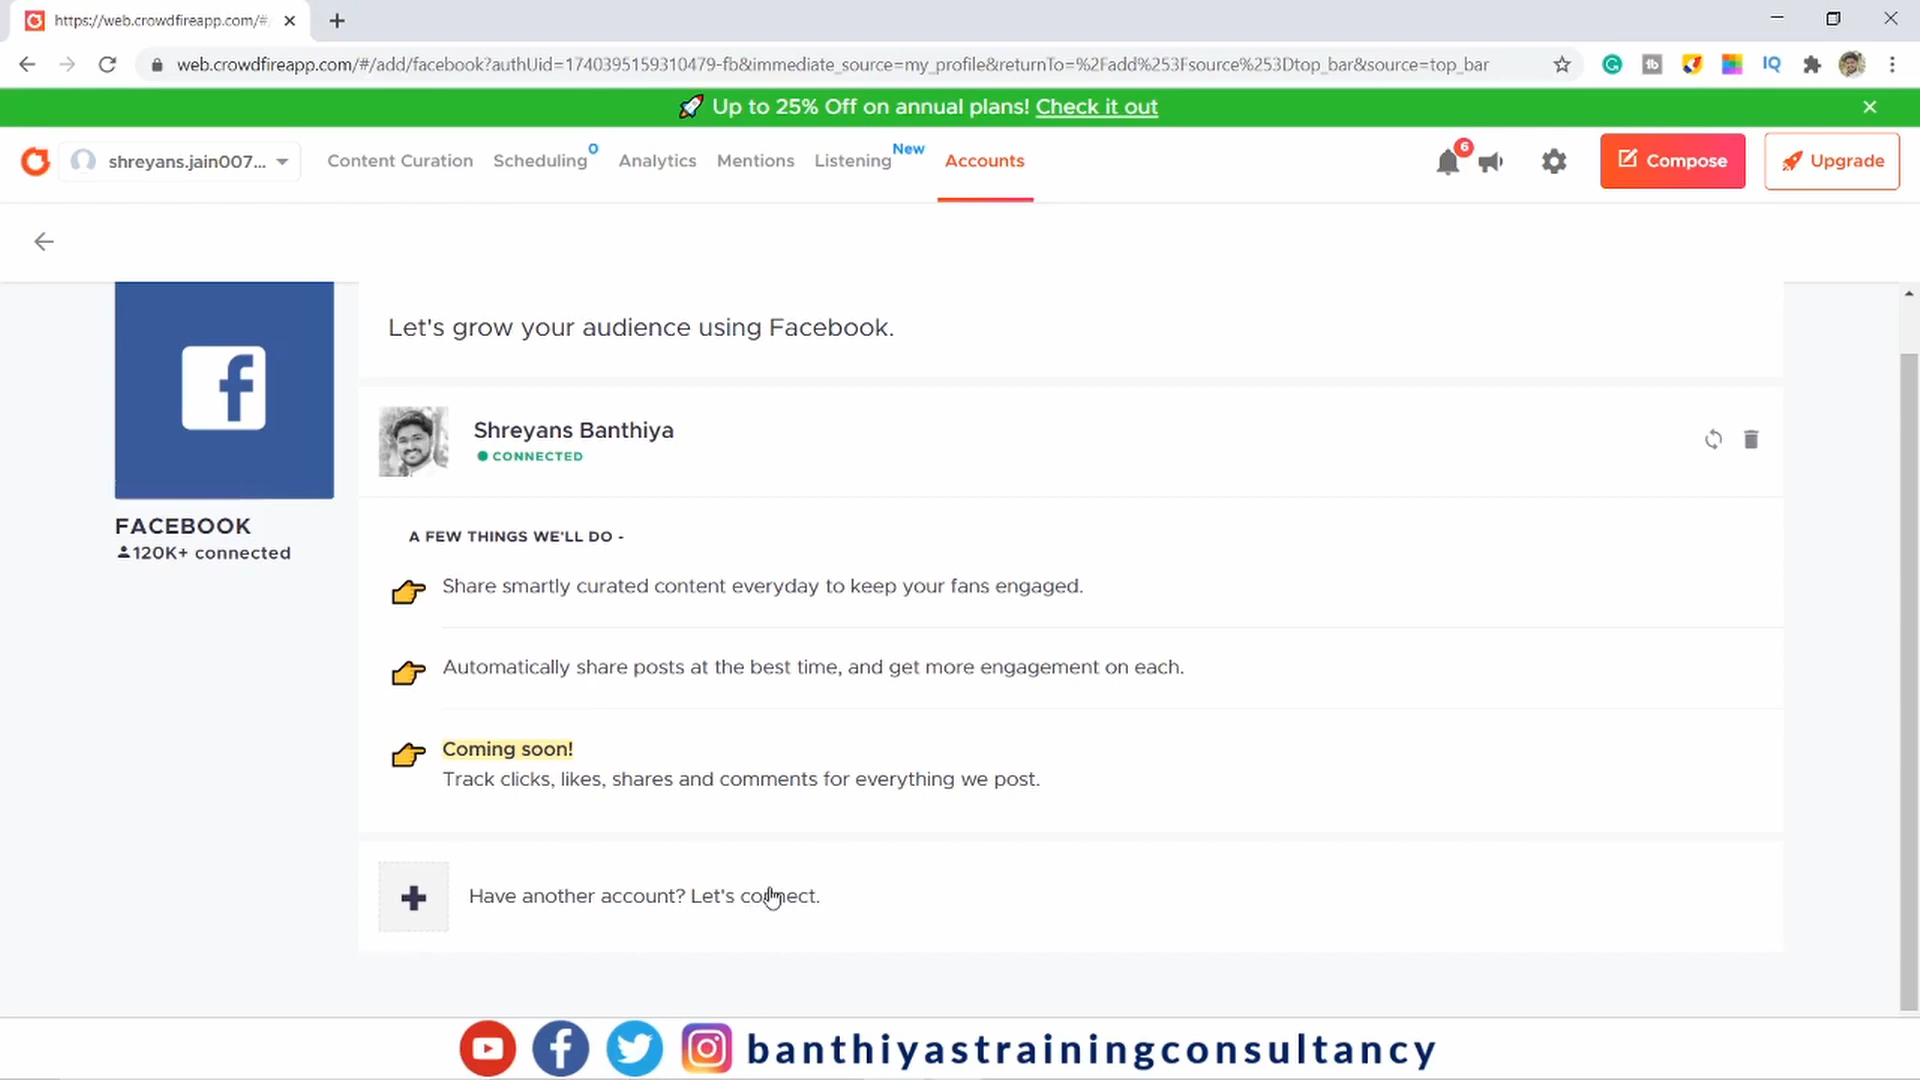 https://web.crowdfireapp.com/#
web.crowdfireapp.com/#/add/facebook?authUid=1740395159310479-fb&immediate_source=my_profile&returnTo=%2Fadd%253Fsource%253Dtop_bar&source=top_bar
Up to 25% Off on annual plans! Check it out
shreyans.jain007... Content Curation Scheduling 0 Analytics Mentions Listening New Accounts 6 Compose Upgrade
Let's grow your audience using Facebook.
Shreyans Banthiya
CONNECTED
FACEBOOK
120K+ connected
A FEW THINGS WE'LL DO -
Share smartly curated content everyday to keep your fans engaged.
Automatically share posts at the best time, and get more engagement on each.
Coming soon!
Track clicks, likes, shares and comments for everything we post.
Have another account? Let's connect.
banthiyastrainingconsultancy